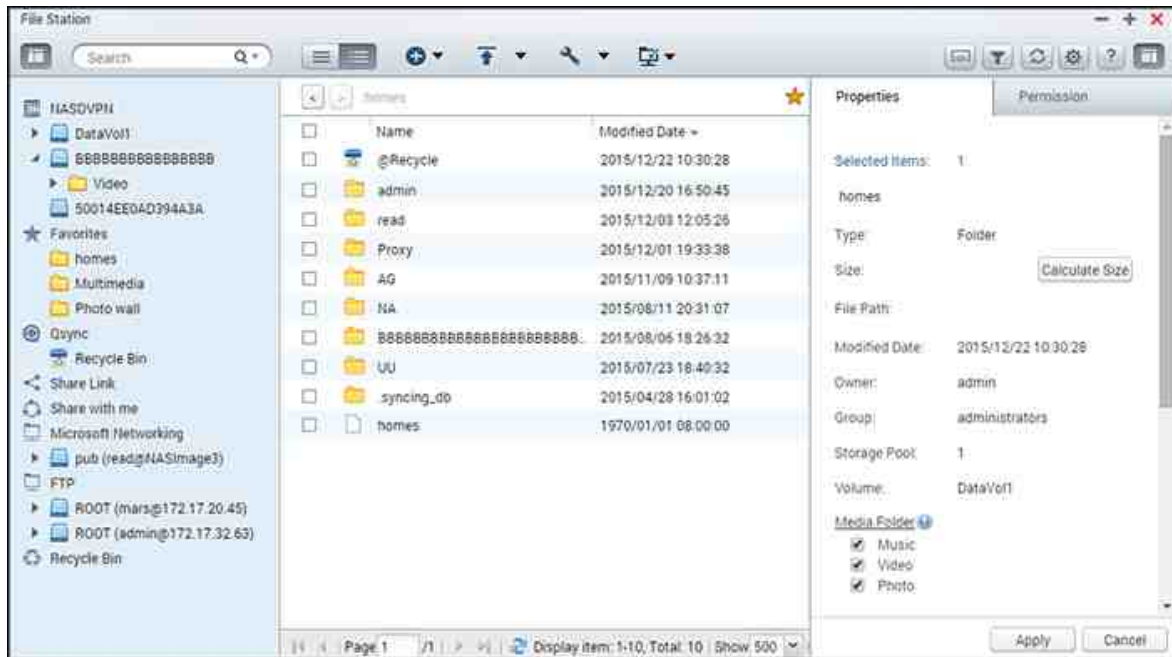 File Station
Search
NASDVPN
DataVol1
BBBBBBBBBBBBBBBB
Video
50014EE0AD394A3A
Favorites
homes
Multimedia
Photo wall
Qsync
Recycle Bin
Share Link
Share with me
Microsoft Networking
pub (read@NASImage3)
FTP
ROOT (mars@172.17.20.45)
ROOT (admin@172.17.32.63)
Recycle Bin
homes
Name Modified Date
@Recycle 2015/12/22 10:30:28
admin 2015/12/20 16:50:45
read 2015/12/03 12:05:26
Proxy 2015/12/01 19:33:38
AG 2015/11/09 10:37:11
NA 2015/08/11 20:31:07
BBBBBBBBBBBBBBBBBBBBBBBBB... 2015/08/06 18:26:32
UU 2015/07/23 18:40:32
.syncing_db 2015/04/28 16:01:02
homes 1970/01/01 08:00:00
Page 1 /1 Display item: 1-10, Total: 10 Show 500
Properties Permission
Selected Items: 1
homes
Type: Folder
Size: Calculate Size
File Path:
Modified Date: 2015/12/22 10:30:28
Owner: admin
Group: administrators
Storage Pool: 1
Volume: DataVol1
Media Folder
Music
Video
Photo
Apply Cancel